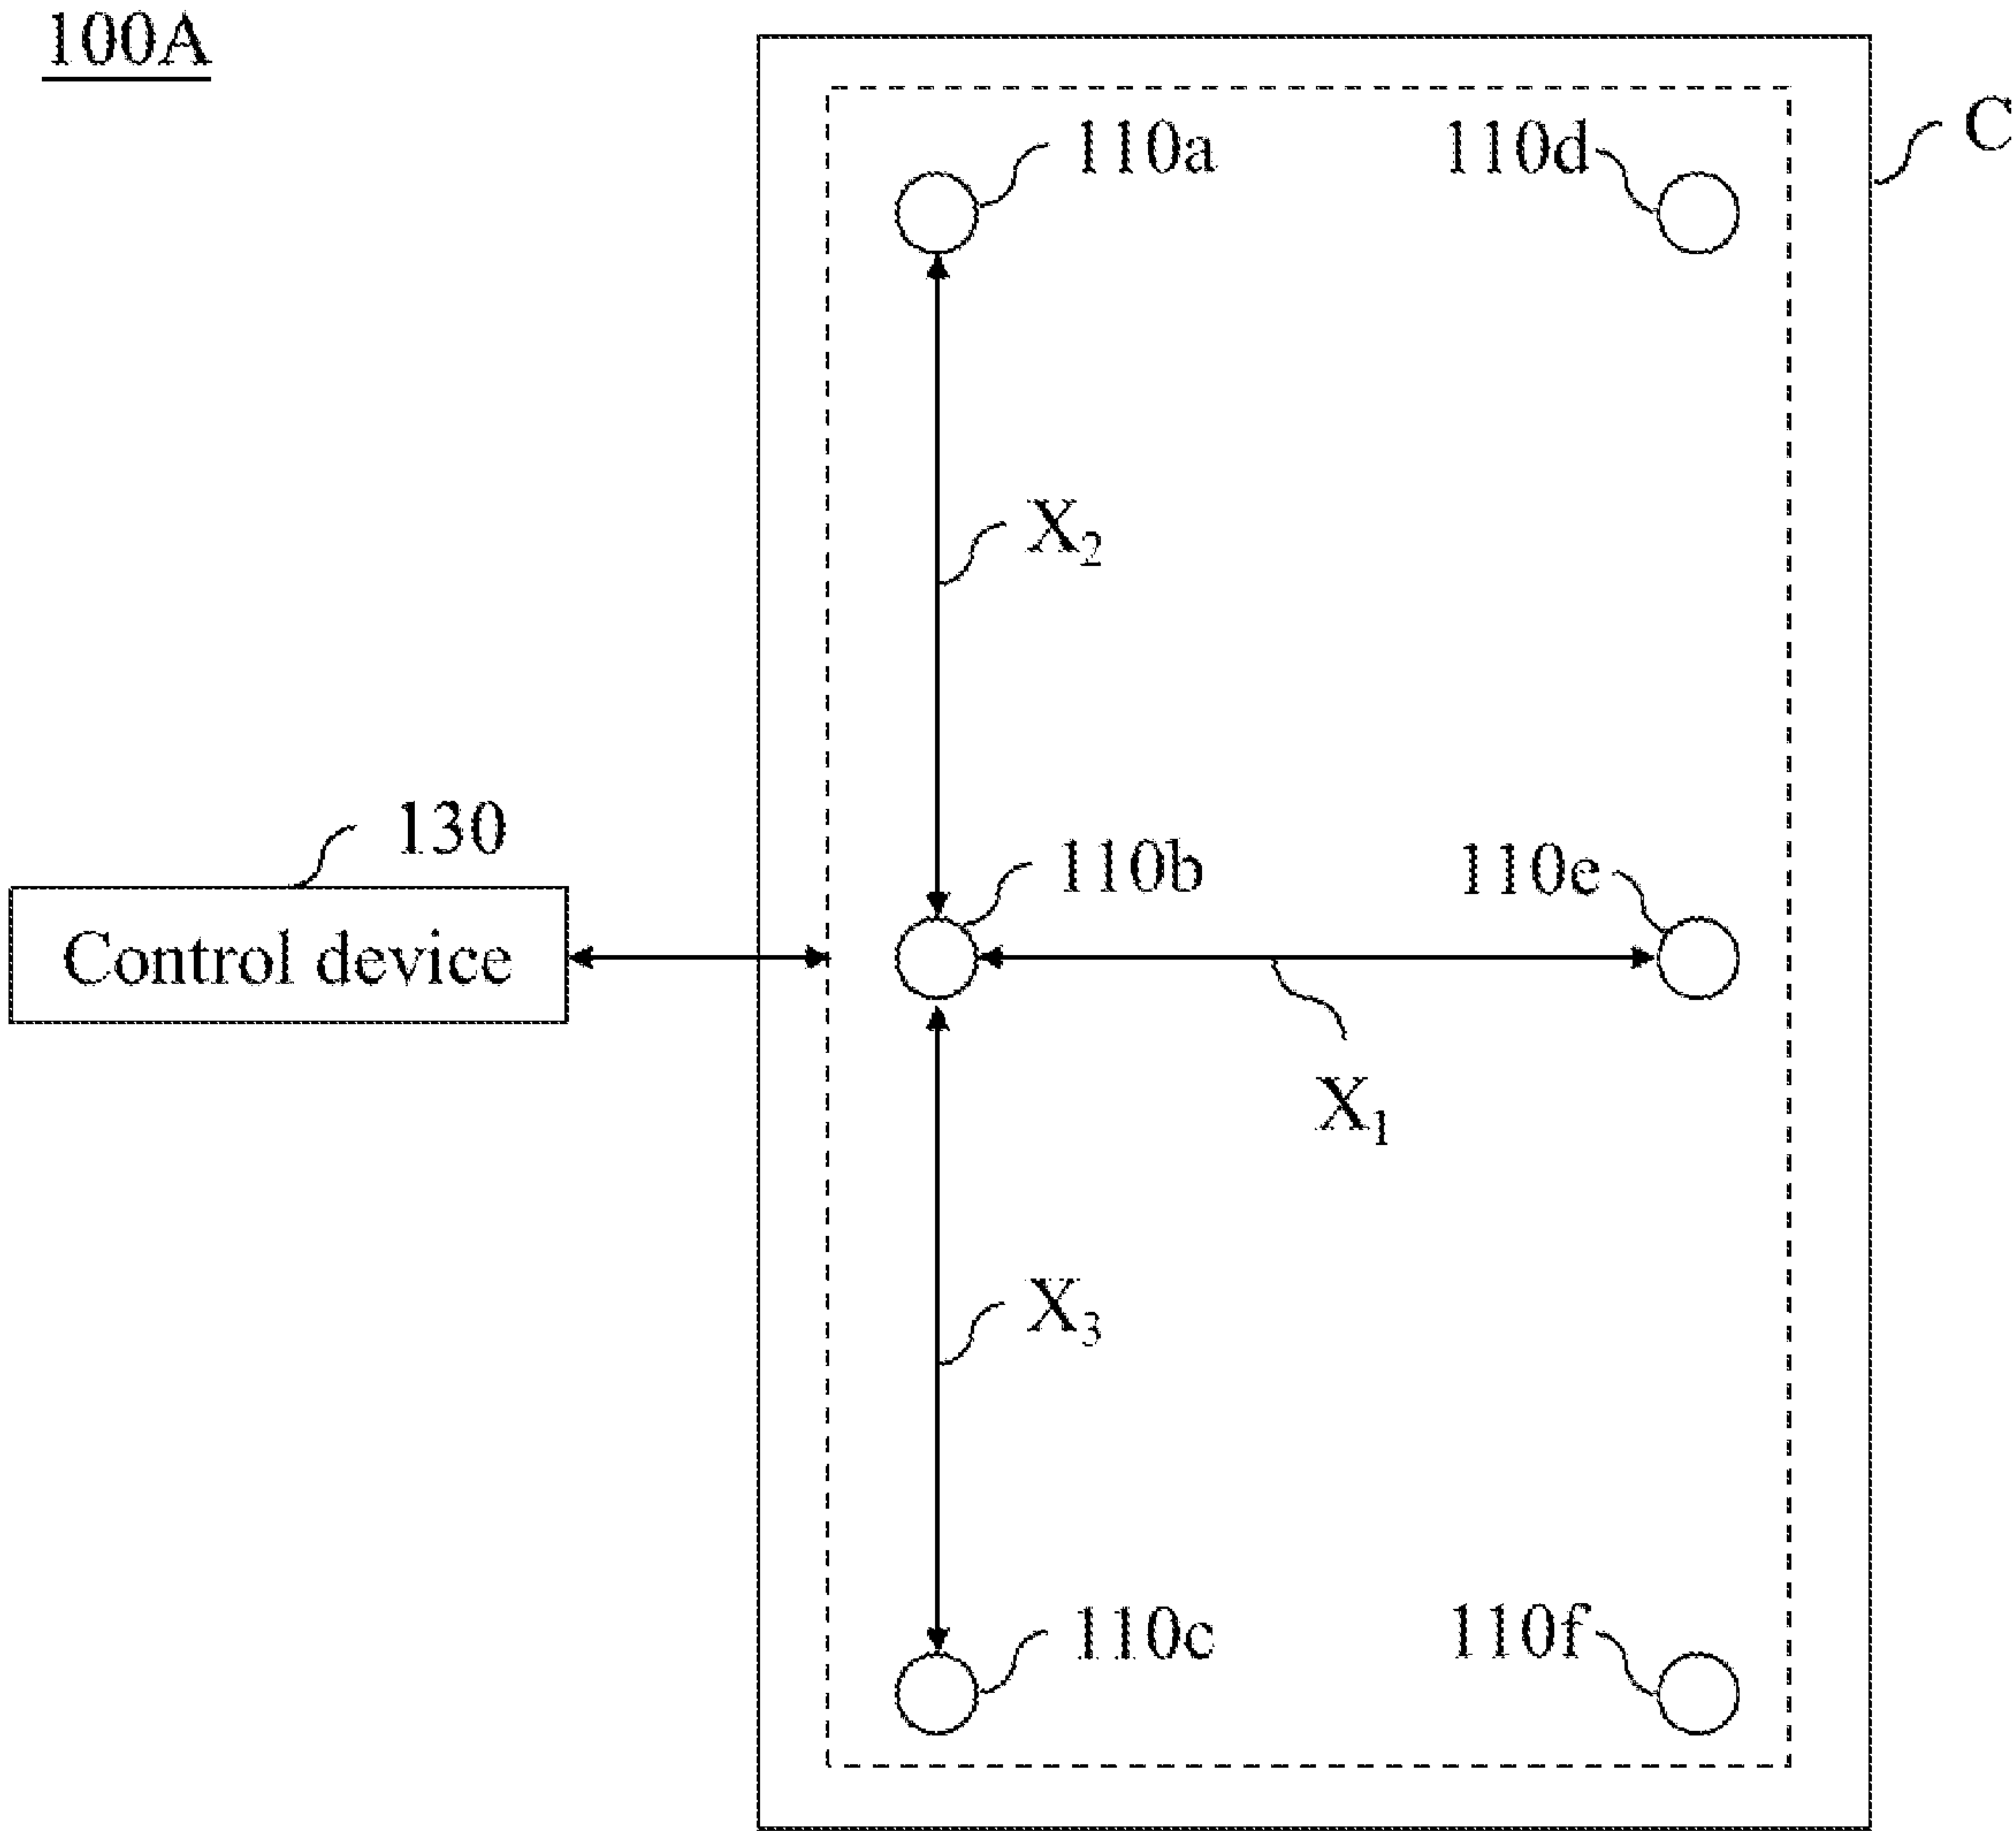 100A
C
110a
110d
X2
130
110b
110e
Control device
X1
X3
110c
110f